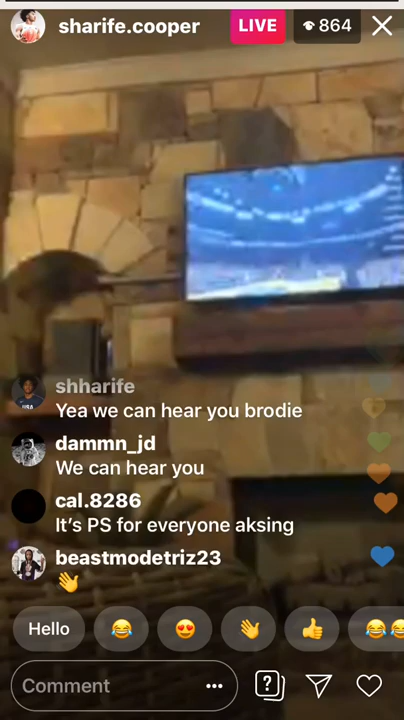 sharife.cooper
LIVE
864
shharife
Yea we can hear you brodie
dammn_jd
We can hear you
cal.8286
It’s PS for everyone aksing
beastmodetriz23
Hello
Comment